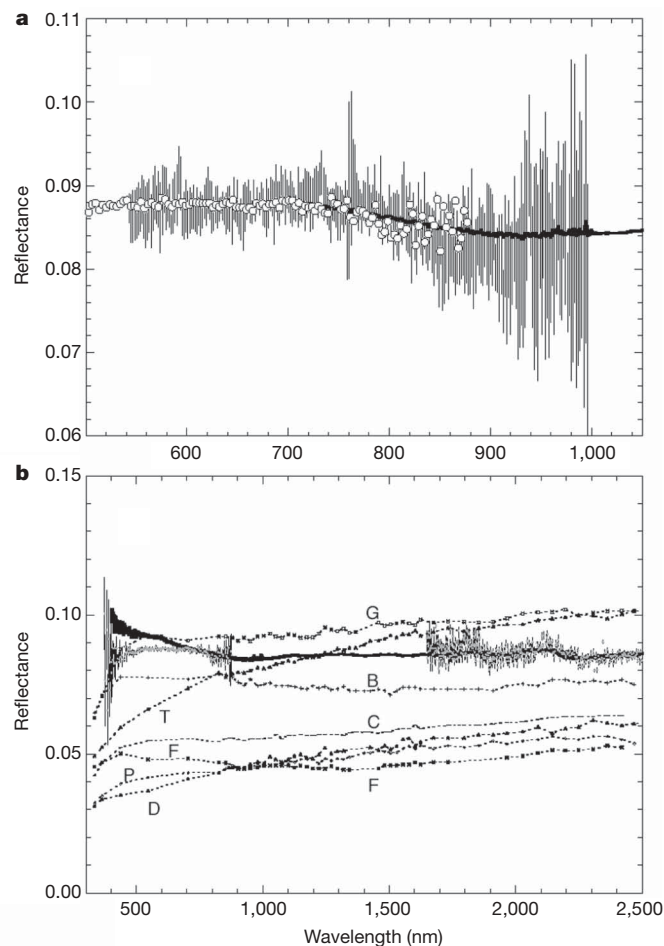 a
0.11
0.10
0.09
0.08
0.07
0.06
Reflectance
600 700 800 900 1,000
b
0.15
0.10
0.05
0.00
Reflectance
G
B
T
C
F
P
F
D
500 1,000 1,500 2,000 2,500
Wavelength (nm)